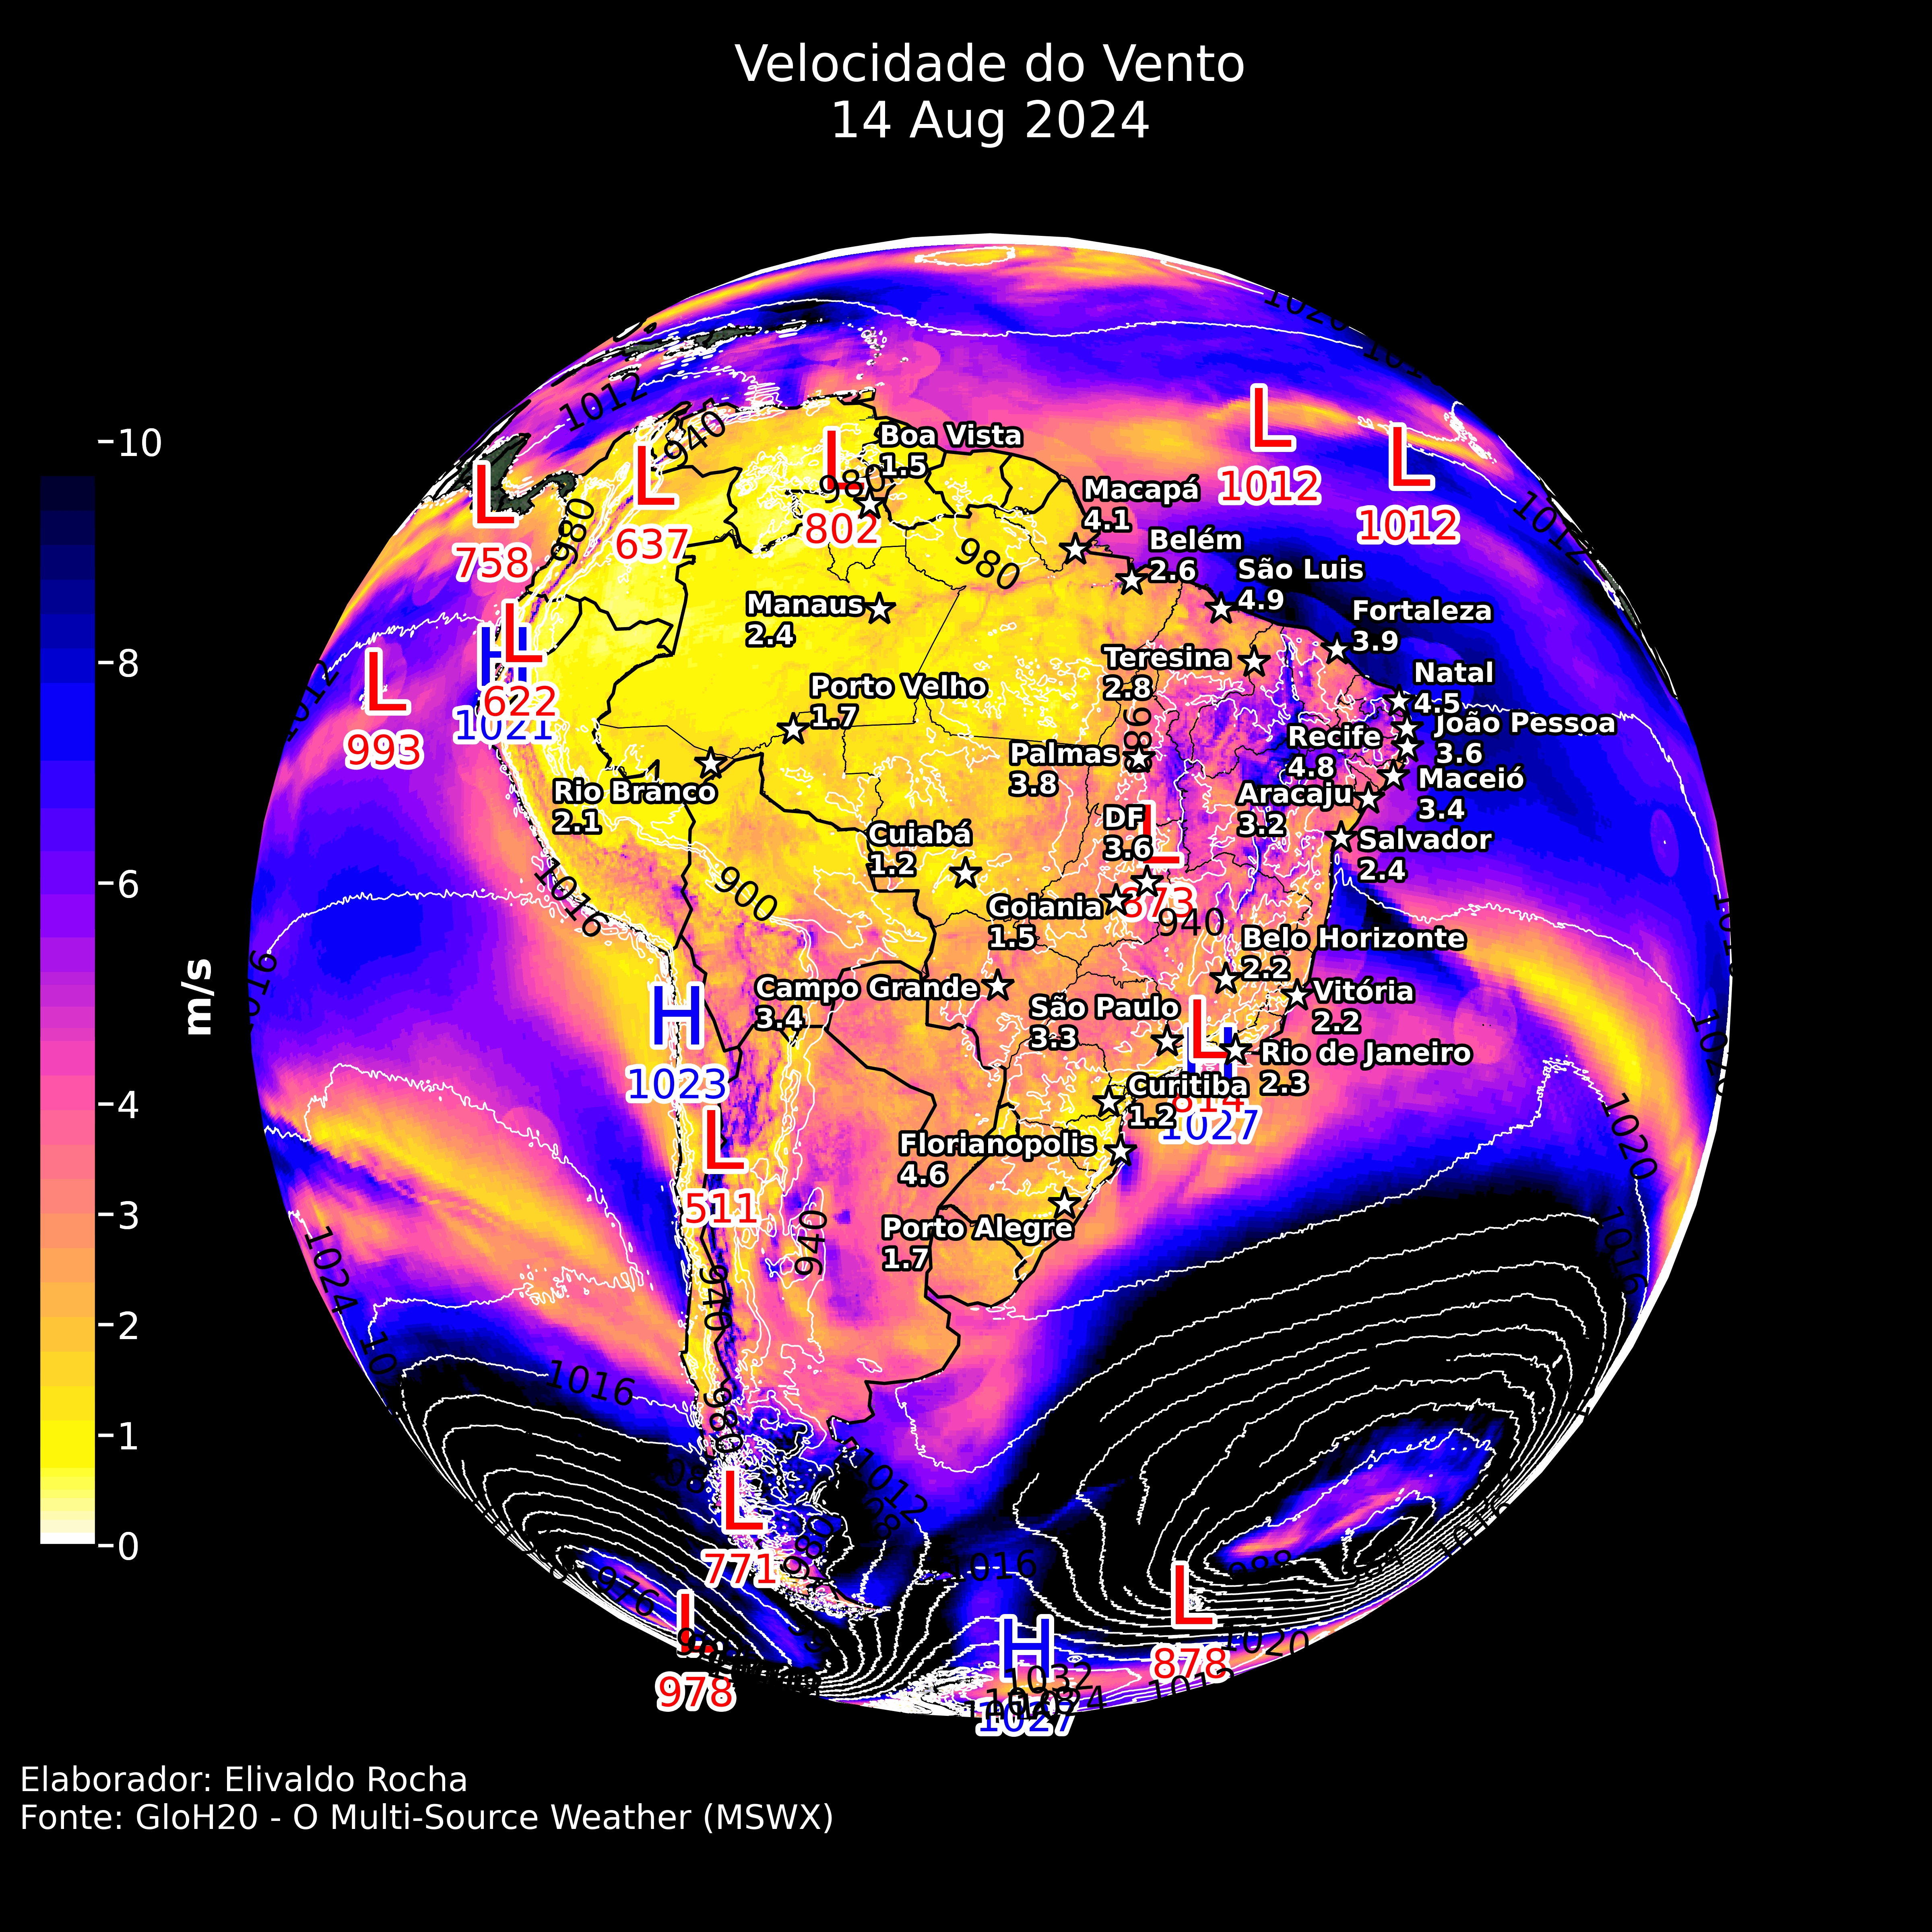 Velocidade do Vento
14 Aug 2024
10
8
6
4
3
2
1
0
m/s
1020
1012
940
980
980
980
1012
L
1012
L
1012
L
758
L
637
L
802
Boa Vista
1.5
Macapá
4.1
Belém
2.6
São Luis
4.9
Fortaleza
3.9
Manaus
2.4
Teresina
2.8
Natal
4.5
João Pessoa
3.6
Recife
4.8
Porto Velho
1.7
Palmas
3.8
Maceió
3.4
Aracaju
3.2
Rio Branco
2.1
DF
3.6
Salvador
2.4
Cuiabá
1.2
L
993
1012
H
1021
L
622
L
873
Goiania
1.5
900
940
1016
1016
Belo Horizonte
2.2
Campo Grande
3.4
Vitória
2.2
São Paulo
3.3
Rio de Janeiro
2.3
H
1023
L
814
H
1027
Curitiba
1.2
Florianopolis
4.6
Porto Alegre
1.7
L
511
1020
1020
1016
1024
940
940
1016
980
1012
980
L
771
976
1016
988
L
978
H
1027
1032
1024
L
878
1020
Elaborador: Elivaldo Rocha
Fonte: GloH20 - O Multi-Source Weather (MSWX)